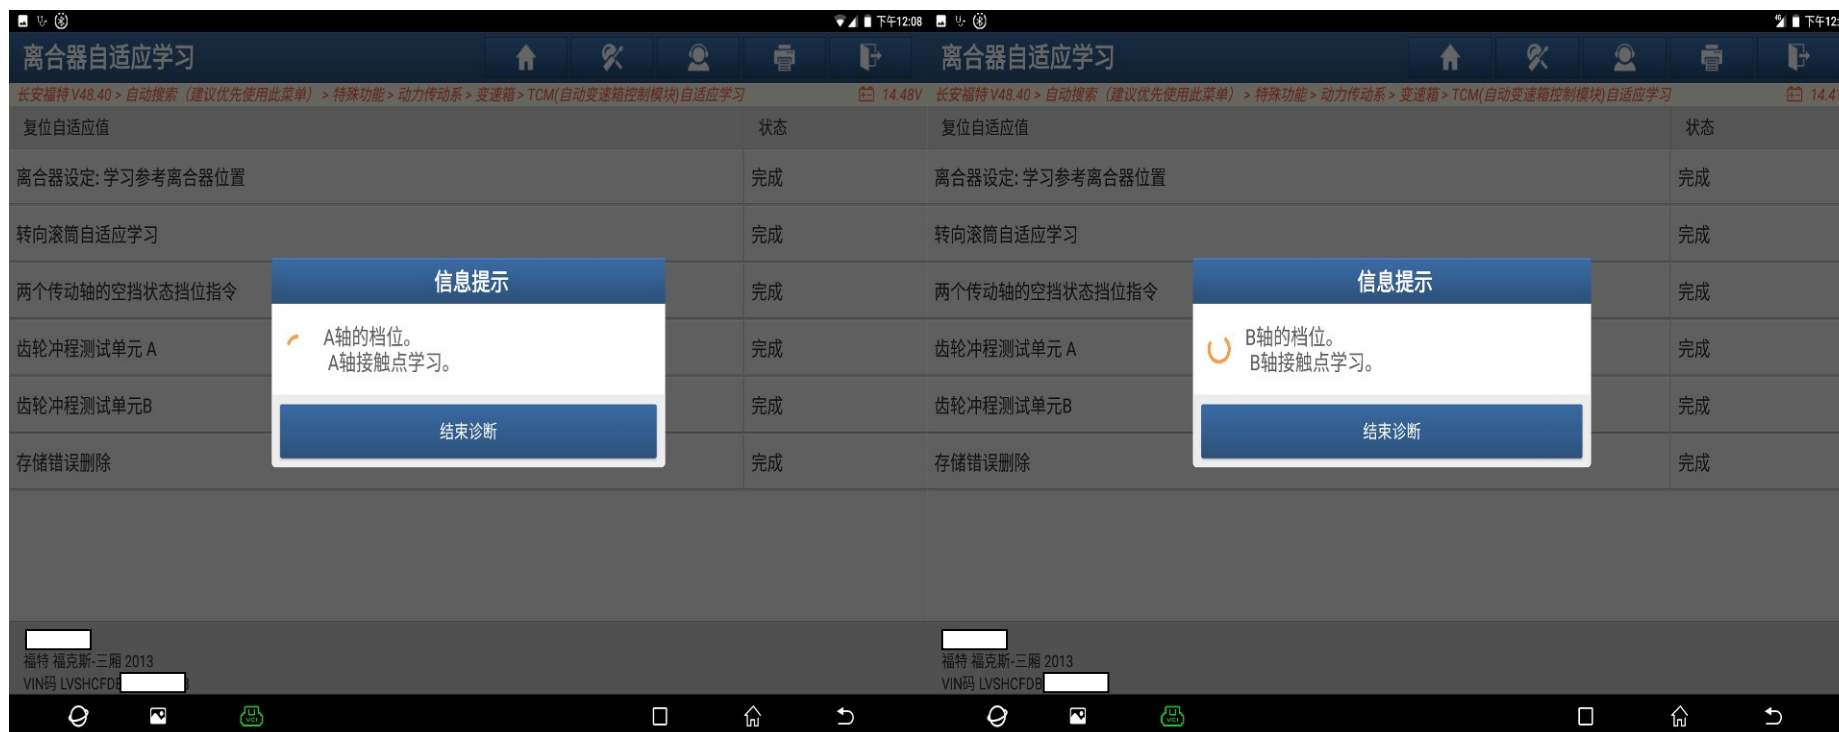 下午12:08
离合器自适应学习
长安福特 V48.40 > 自动搜索（建议优先使用此菜单） > 特殊功能 > 动力传动系 > 变速箱 > TCM(自动变速箱控制模块)自适应学习 14.48V
复位自适应值 状态
离合器设定: 学习参考离合器位置 完成
转向滚筒自适应学习 完成
两个传动轴的空挡状态挡位指令 完成
齿轮冲程测试单元 A 完成
齿轮冲程测试单元B 完成
存储错误删除 完成
信息提示
A轴的档位。
A轴接触点学习。
结束诊断
福特 福克斯-三厢 2013
VIN码 LVSHCFDB
VCI
4G 下午12:
离合器自适应学习
长安福特 V48.40 > 自动搜索（建议优先使用此菜单） > 特殊功能 > 动力传动系 > 变速箱 > TCM(自动变速箱控制模块)自适应学习 14.4
复位自适应值 状态
离合器设定: 学习参考离合器位置 完成
转向滚筒自适应学习 完成
两个传动轴的空挡状态挡位指令 完成
齿轮冲程测试单元 A 完成
齿轮冲程测试单元B 完成
存储错误删除 完成
信息提示
B轴的档位。
B轴接触点学习。
结束诊断
福特 福克斯-三厢 2013
VIN码 LVSHCFDB
VCI